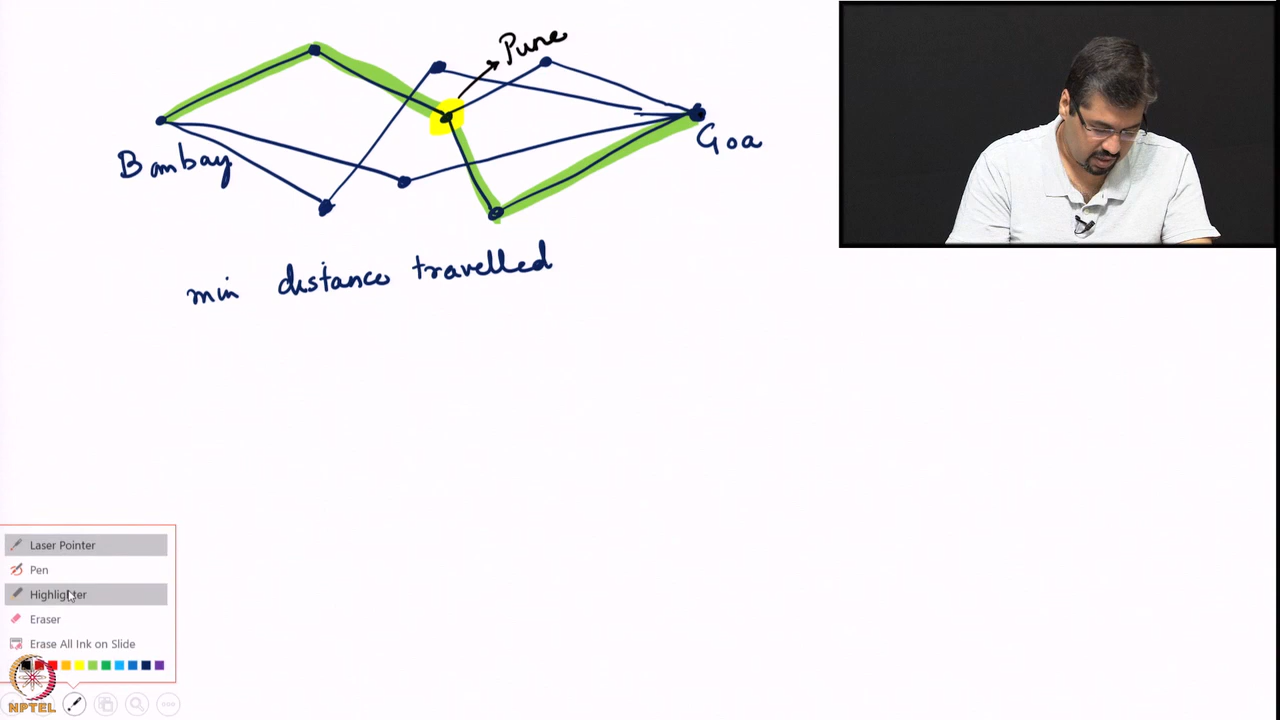 Pune
Goa
Bombay
min distance travelled
Laser Pointer
Pen
Highlighter
Eraser
Erase All Ink on Slide
NPTEL